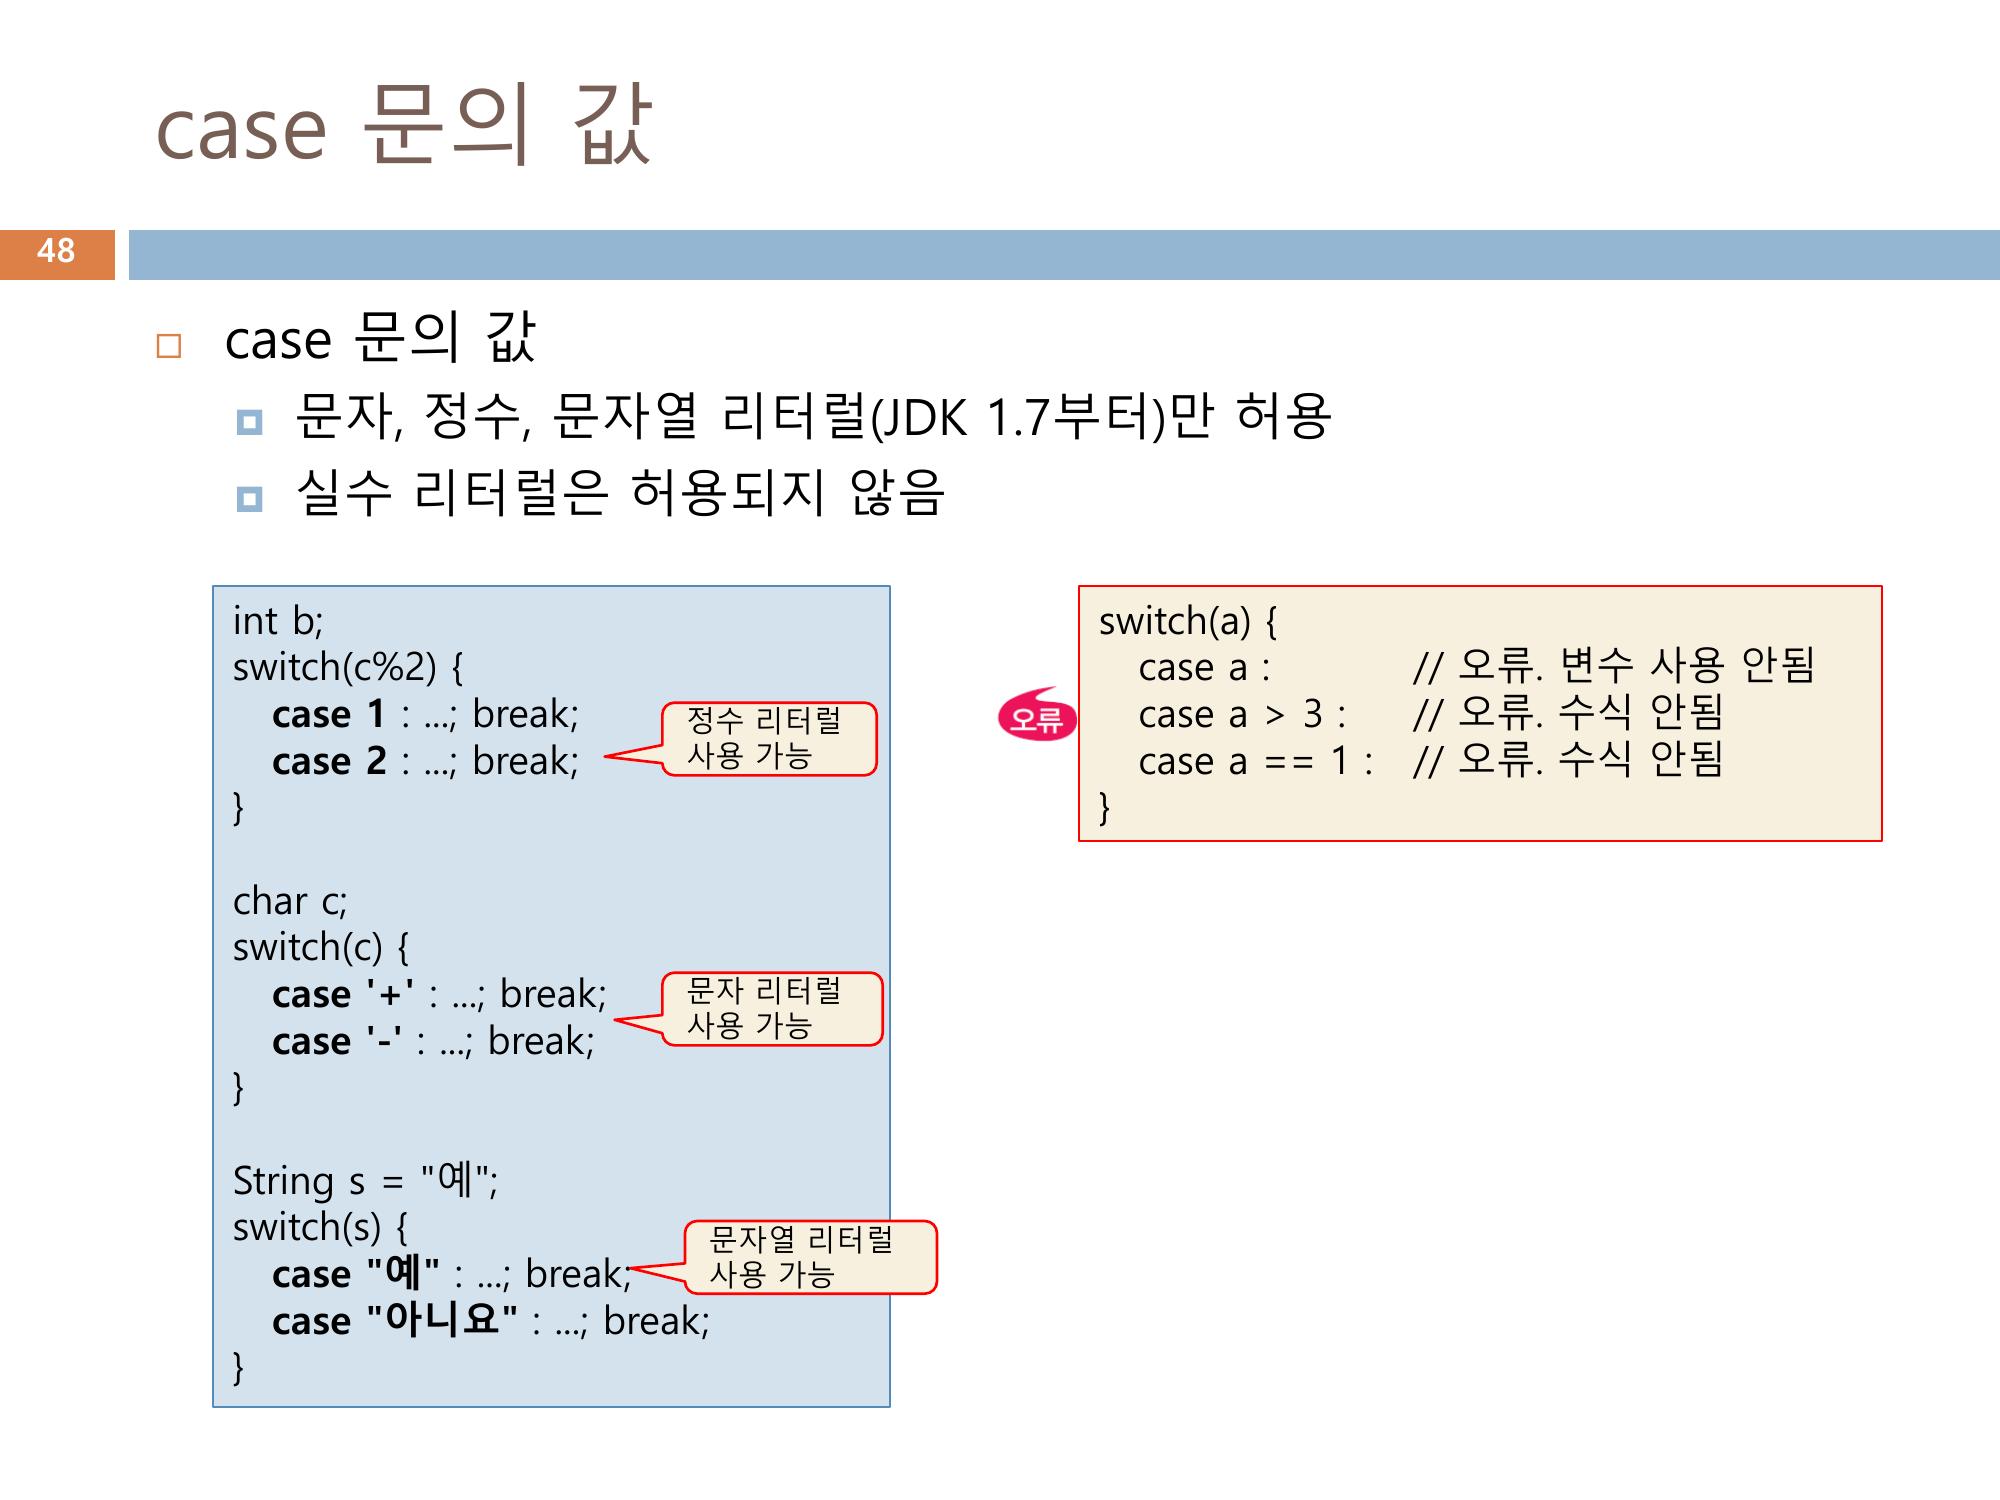 case 문의 값
48
case 문의 값
문자, 정수, 문자열 리터럴(JDK 1.7부터)만 허용
실수 리터럴은 허용되지 않음
int b;
switch(c%2) {
case 1 : ...; break;
case 2 : ...; break;
}
정수 리터럴
사용 가능
char c;
switch(c) {
case '+' : ...; break;
case '-' : ...; break;
}
문자 리터럴
사용 가능
String s = "예";
switch(s) {
case "예" : ...; break;
case "아니요" : ...; break;
}
문자열 리터럴
사용 가능
오류
switch(a) {
case a : // 오류. 변수 사용 안됨
case a > 3 : // 오류. 수식 안됨
case a == 1 : // 오류. 수식 안됨
}